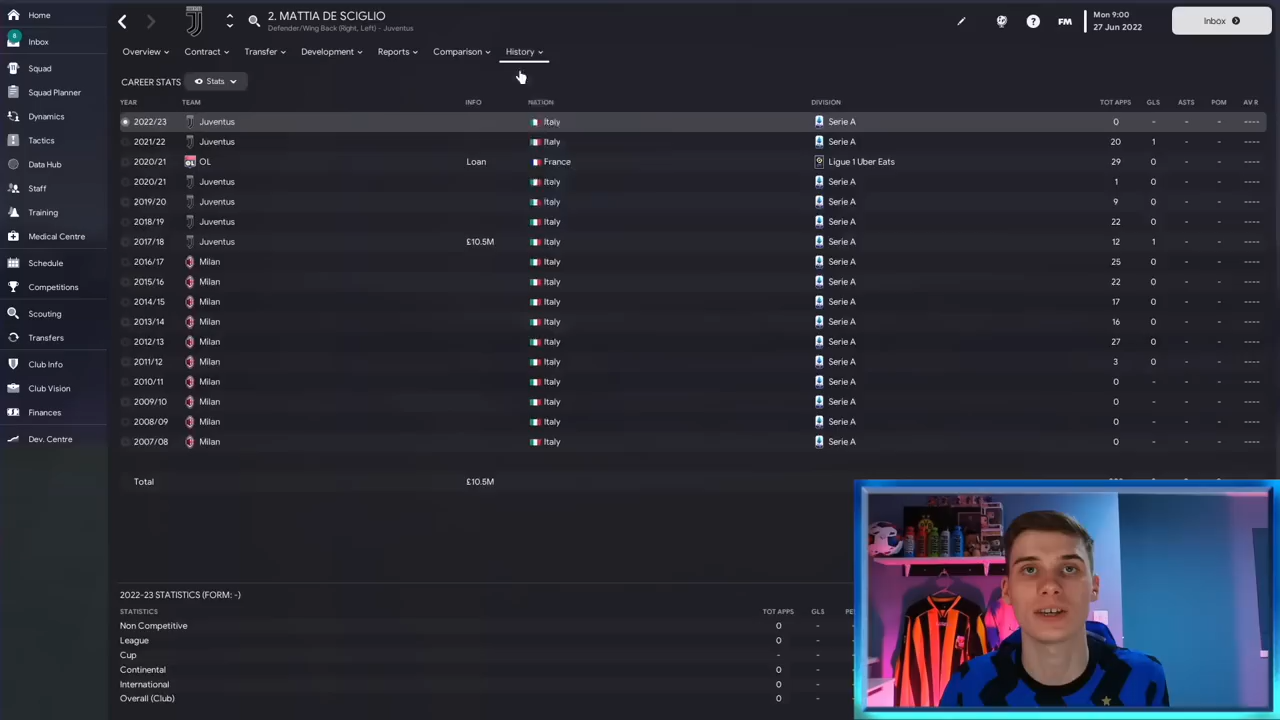 Home
8
Inbox
Squad
Squad Planner
Dynamics
Tactics
Data Hub
Staff
Training
Medical Centre
Schedule
Competitions
Scouting
Transfers
Club Info
Club Vision
Finances
Dev. Centre
2. MATTIA DE SCIGLIO
Defender/Wing Back (Right, Left) - Juventus
FM
Mon 9:00
27 Jun 2022
Inbox
Overview Contract Transfer Development Reports Comparison History
CAREER STATS Stats
YEAR TEAM INFO NATION DIVISION TOT APPS GLS ASTS POM AV R
2022/23 Juventus Italy Serie A 0 - - - ----
2021/22 Juventus Italy Serie A 20 1 - - ----
2020/21 OL OL Loan France Ligue 1 Uber Eats 29 0 - - ----
2020/21 Juventus Italy Serie A 1 0 - - ----
2019/20 Juventus Italy Serie A 9 0 - - ----
2018/19 Juventus Italy Serie A 22 0 - - ----
2017/18 Juventus £10.5M Italy Serie A 12 1 - - ----
2016/17 Milan Italy Serie A 25 0 - - ----
2015/16 Milan Italy Serie A 22 0 - - ----
2014/15 Milan Italy Serie A 17 0 - - ----
2013/14 Milan Italy Serie A 16 0 - - ----
2012/13 Milan Italy Serie A 27 0 - - ----
2011/12 Milan Italy Serie A 3 0 - - ----
2010/11 Milan Italy Serie A 0 - - - ----
2009/10 Milan Italy Serie A 0 - - - ----
2008/09 Milan Italy Serie A 0 - - - ----
2007/08 Milan Italy Serie A 0 - - - ----
Total £10.5M
2022-23 STATISTICS (FORM: -)
STATISTICS TOT APPS GLS
Non Competitive 0 -
League 0 -
Cup - -
Continental 0 -
International 0 -
Overall (Club) 0 -